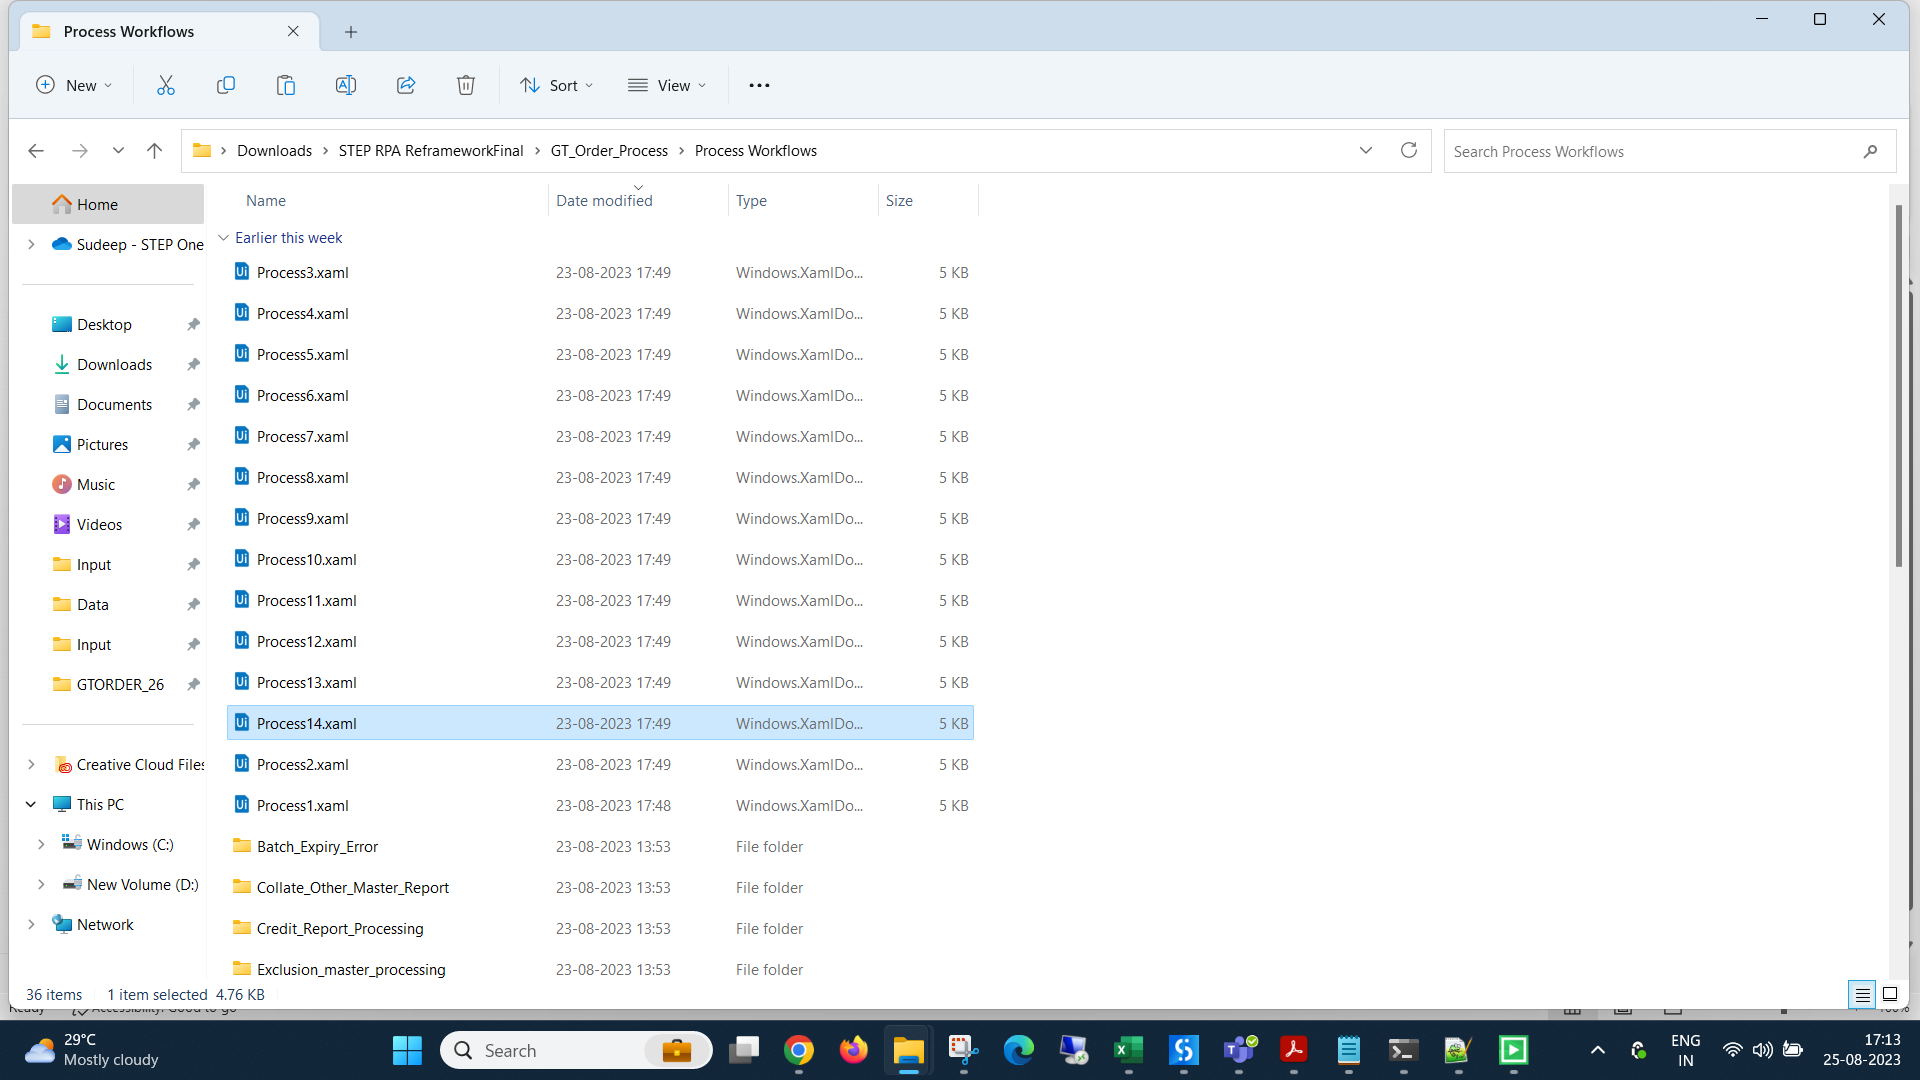 Process Workflows
New
Sort
View
Downloads > STEP RPA ReframeworkFinal > GT_Order_Process > Process Workflows
Search Process Workflows
Home
Sudeep - STEP One
Desktop
Downloads
Documents
Pictures
Music
Videos
Input
Data
Input
GTORDER_26
Creative Cloud Files
This PC
Windows (C:)
New Volume (D:)
Network
Name Date modified Type Size
Earlier this week
Process3.xaml 23-08-2023 17:49 Windows.XamlDo... 5 KB
Process4.xaml 23-08-2023 17:49 Windows.XamlDo... 5 KB
Process5.xaml 23-08-2023 17:49 Windows.XamlDo... 5 KB
Process6.xaml 23-08-2023 17:49 Windows.XamlDo... 5 KB
Process7.xaml 23-08-2023 17:49 Windows.XamlDo... 5 KB
Process8.xaml 23-08-2023 17:49 Windows.XamlDo... 5 KB
Process9.xaml 23-08-2023 17:49 Windows.XamlDo... 5 KB
Process10.xaml 23-08-2023 17:49 Windows.XamlDo... 5 KB
Process11.xaml 23-08-2023 17:49 Windows.XamlDo... 5 KB
Process12.xaml 23-08-2023 17:49 Windows.XamlDo... 5 KB
Process13.xaml 23-08-2023 17:49 Windows.XamlDo... 5 KB
Process14.xaml 23-08-2023 17:49 Windows.XamlDo... 5 KB
Process2.xaml 23-08-2023 17:49 Windows.XamlDo... 5 KB
Process1.xaml 23-08-2023 17:48 Windows.XamlDo... 5 KB
Batch_Expiry_Error 23-08-2023 13:53 File folder
Collate_Other_Master_Report 23-08-2023 13:53 File folder
Credit_Report_Processing 23-08-2023 13:53 File folder
Exclusion_master_processing 23-08-2023 13:53 File folder
36 items 1 item selected 4.76 KB
29°C
Mostly cloudy
Search
ENG
IN
17:13
25-08-2023